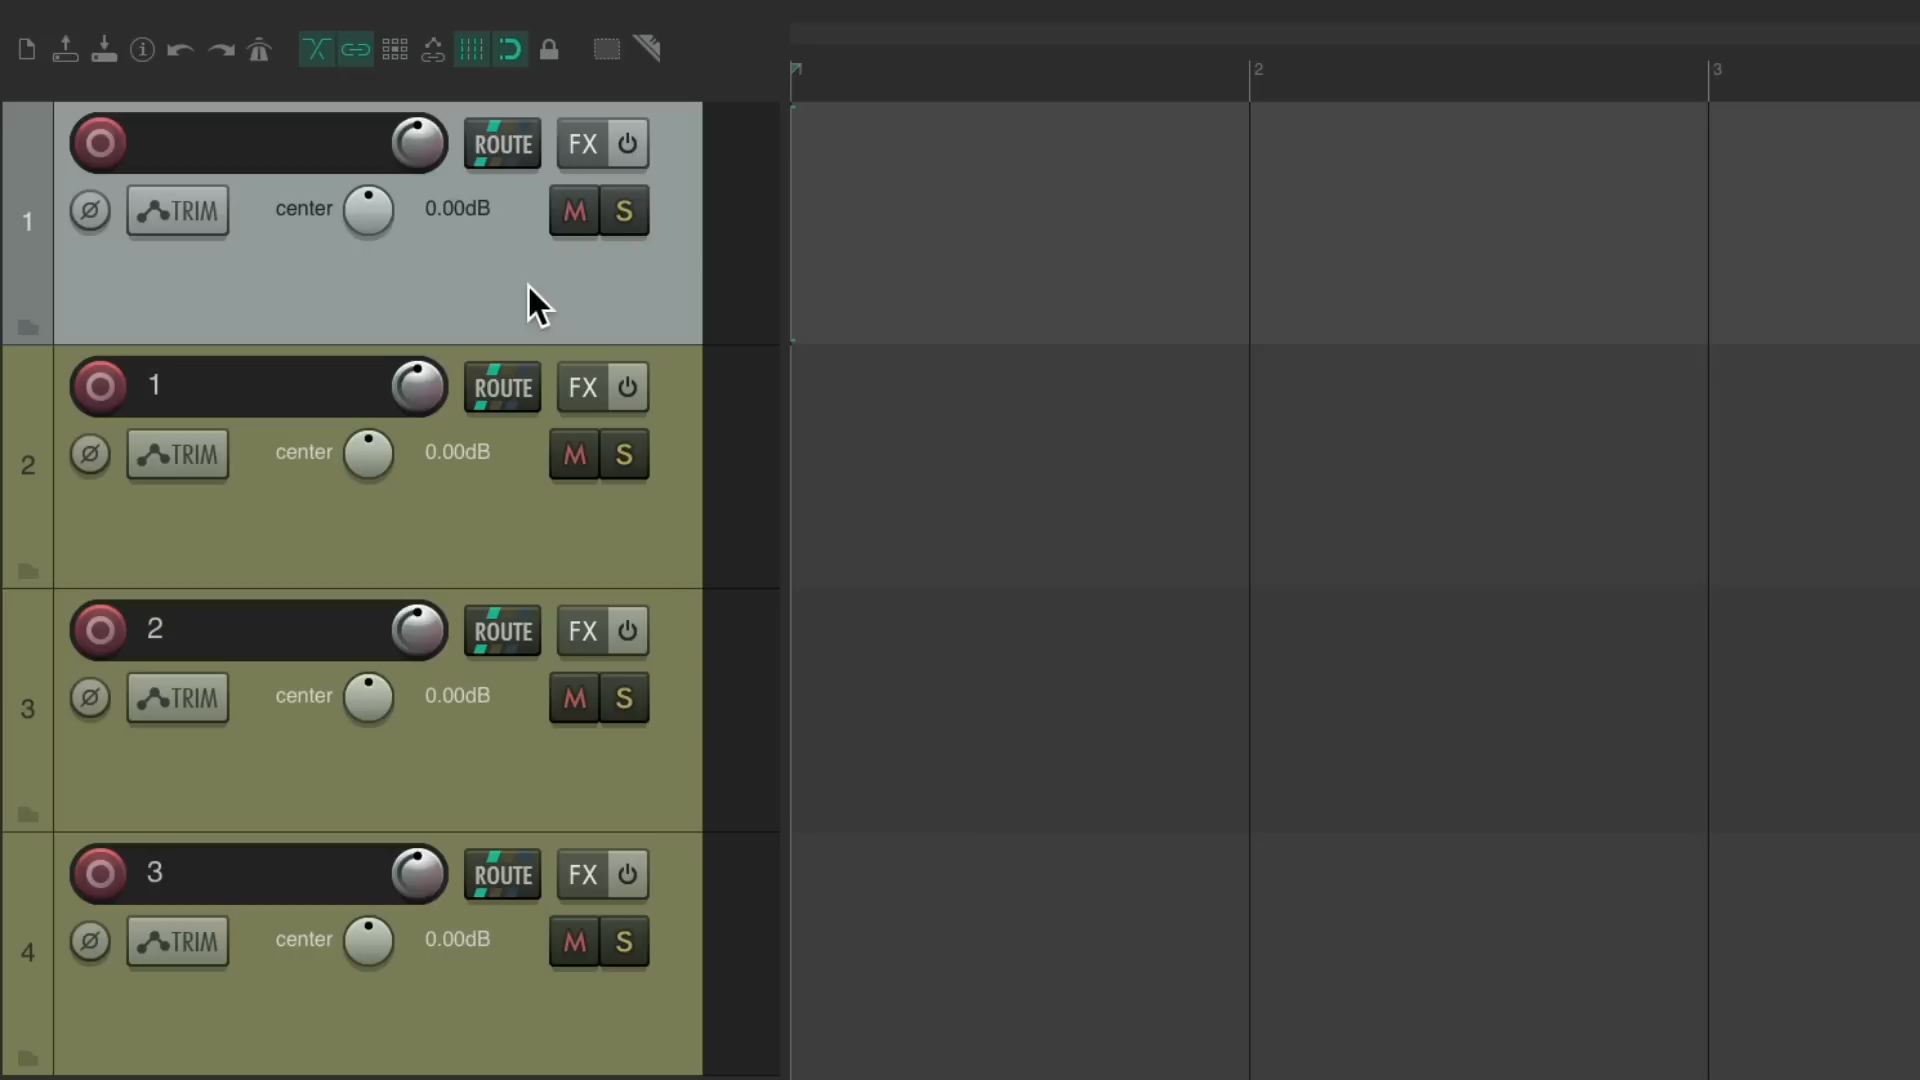 2 3
ROUTE FX
1 TRIM center 0.00dB M S
1 ROUTE FX
2 TRIM center 0.00dB M S
2 ROUTE FX
3 TRIM center 0.00dB M S
3 ROUTE FX
4 TRIM center 0.00dB M S